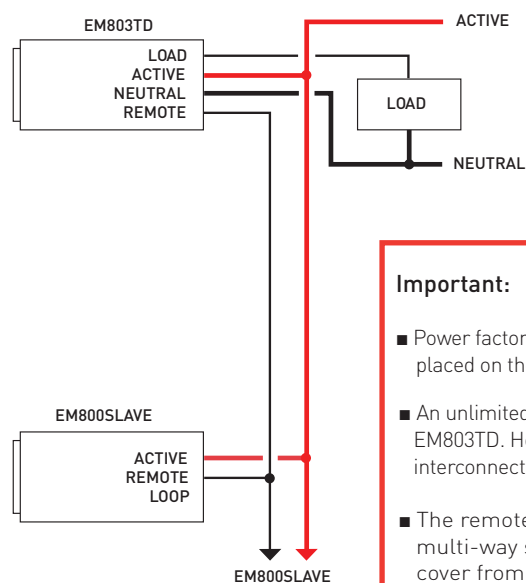 ACTIVE
EM803TD
LOAD
ACTIVE
NEUTRAL
REMOTE
LOAD
NEUTRAL
Important:
■ Power factor
placed on th
■ An unlimited
EM803TD. H
interconnect
■ The remote
multi-way s
cover from
EM800SLAVE
ACTIVE
REMOTE
LOOP
EM800SLAVE